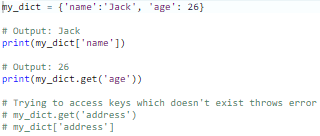 my_dict = {'name':'Jack', 'age': 26}
# Output: Jack
print(my_dict['name'])
# Output: 26
print(my_dict.get('age'))
# Trying to access keys which doesn't exist throws error
# my_dict.get('address')
# my_dict['address']